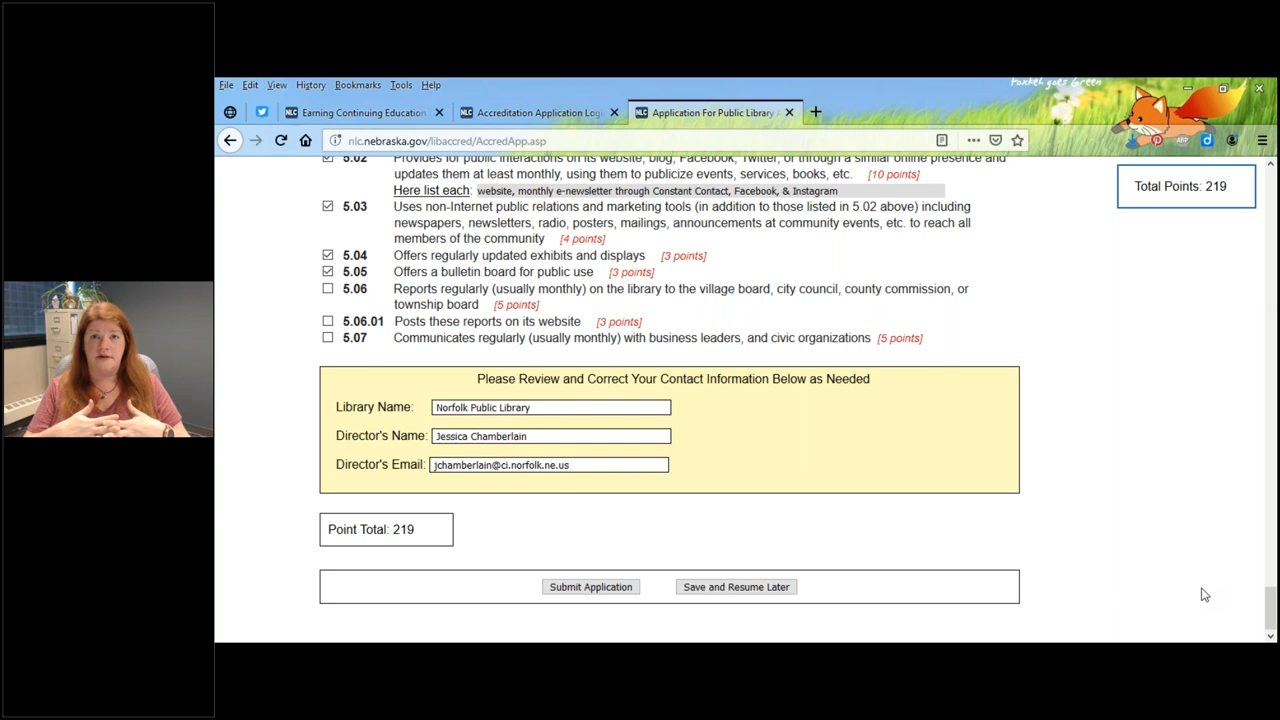 Foxkeh goes Green
File Edit View History Bookmarks Tools Help
NLC Earning Continuing Education
NLC Accreditation Application Log
NLC Application For Public Library A
nlc.nebraska.gov/libaccred/AccredApp.asp
5.02 Provides for public interactions on its website, blog, Facebook, Twitter, or through a similar online presence and
updates them at least monthly, using them to publicize events, services, books, etc. [10 points]
Here list each: website, monthly e-newsletter through Constant Contact, Facebook, & Instagram
5.03 Uses non-Internet public relations and marketing tools (in addition to those listed in 5.02 above) including
newspapers, newsletters, radio, posters, mailings, announcements at community events, etc. to reach all
members of the community [4 points]
5.04 Offers regularly updated exhibits and displays [3 points]
5.05 Offers a bulletin board for public use [3 points]
5.06 Reports regularly (usually monthly) on the library to the village board, city council, county commission, or
township board [5 points]
5.06.01 Posts these reports on its website [3 points]
5.07 Communicates regularly (usually monthly) with business leaders, and civic organizations [5 points]
Total Points: 219
Please Review and Correct Your Contact Information Below as Needed
Library Name: Norfolk Public Library
Director's Name: Jessica Chamberlain
Director's Email: jchamberlain@ci.norfolk.ne.us
Point Total: 219
Submit Application Save and Resume Later